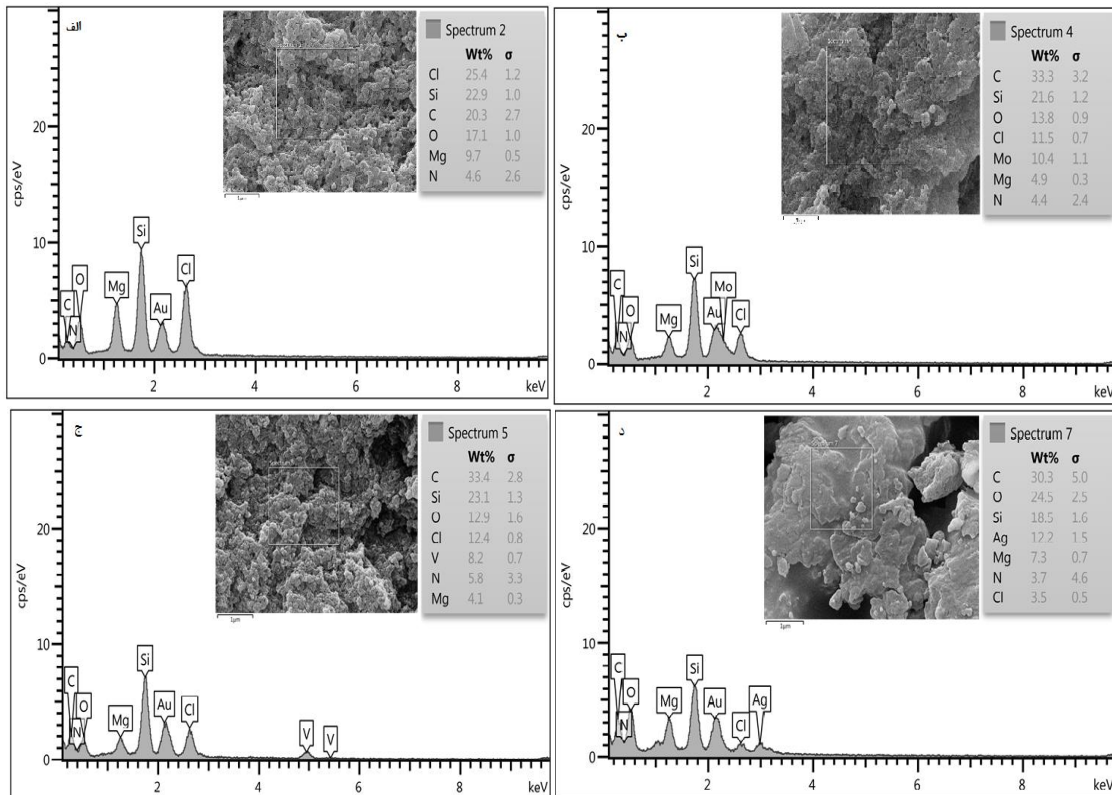 الف
Spectrum 2
Wt% σ
Cl 25.4 1.2
Si 22.9 1.0
C 20.3 2.7
O 17.1 1.0
Mg 9.7 0.5
N 4.6 2.6
20
10
0
cps/eV
C
N
O
Mg
Si
Au
Cl
2 4 6 8 keV
ب
Spectrum 4
Wt% σ
C 33.3 3.2
Si 21.6 1.2
O 13.8 0.9
Cl 11.5 0.7
Mo 10.4 1.1
Mg 4.9 0.3
N 4.4 2.4
20
10
0
cps/eV
C
N
O
Mg
Si
Au
Mo
Cl
2 4 6 8 keV
ج
Spectrum 5
Wt% σ
C 33.4 2.8
Si 23.1 1.3
O 12.9 1.6
Cl 12.4 0.8
V 8.2 0.7
N 5.8 3.3
Mg 4.1 0.3
1µm
20
10
0
cps/eV
C
N
O
Mg
Si
Au
Cl
V
V
2 4 6 8 keV
د
Spectrum 7
Wt% σ
C 30.3 5.0
O 24.5 2.5
Si 18.5 1.6
Ag 12.2 1.5
Mg 7.3 0.7
N 3.7 4.6
Cl 3.5 0.5
1µm
20
10
0
cps/eV
C
N
O
Mg
Si
Au
Cl
Ag
2 4 6 8 keV